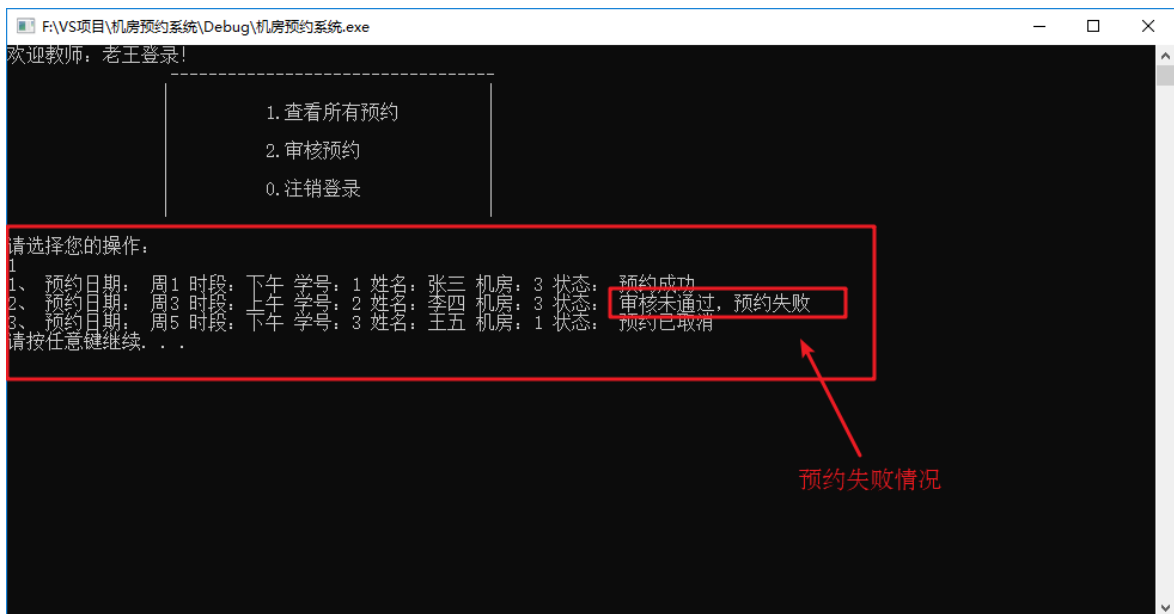 F:\VS项目\机房预约系统\Debug\机房预约系统.exe
欢迎教师：老王登录！
----------------------------------
1.查看所有预约
2.审核预约
0.注销登录
请选择您的操作：
1
1、 预约日期： 周1 时段：下午 学号：1 姓名：张三 机房：3 状态： 预约成功
2、 预约日期： 周3 时段：上午 学号：2 姓名：李四 机房：3 状态： 审核未通过，预约失败
3、 预约日期： 周5 时段：下午 学号：3 姓名：王五 机房：1 状态： 预约已取消
请按任意键继续. . .
预约失败情况